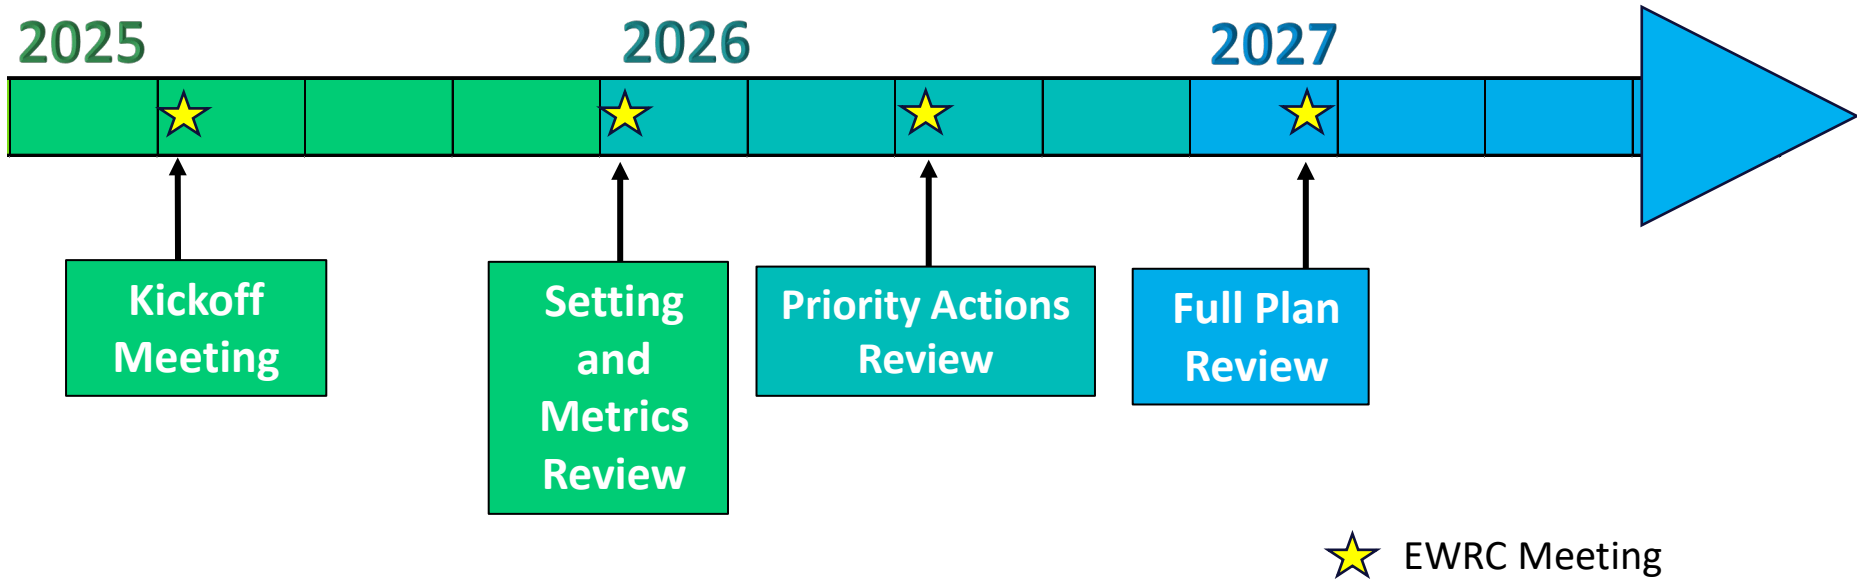 2025
2026
2027
Kickoff
Meeting
Setting
and
Metrics
Review
Priority Actions
Review
Full Plan
Review
EWRC Meeting